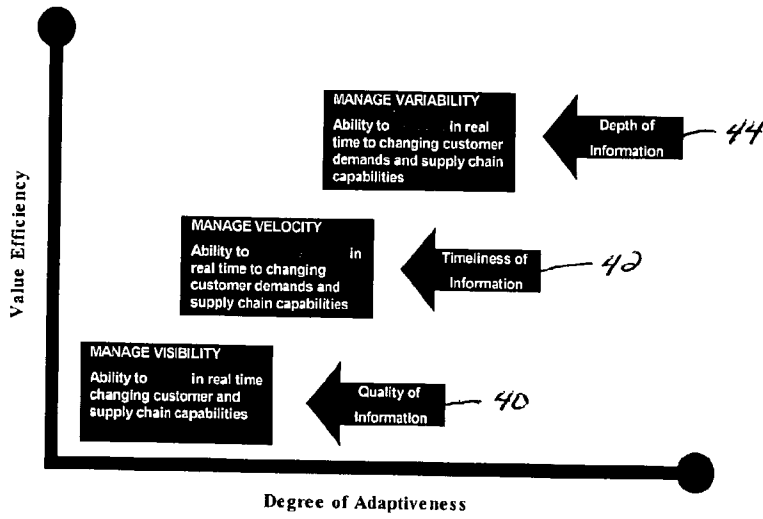 MANAGE VARIABILITY
Ability to in real
time to changing customer
demands and supply chain
capabilities
Depth of
Information
44
MANAGE VELOCITY
Ability to in
real time to changing
customer demands and
supply chain capabilities
Timeliness of
Information
42
MANAGE VISIBILITY
Ability to in real time
changing customer and
supply chain capabilities
Quality of
Information
40
Value Efficiency
Degree of Adaptiveness